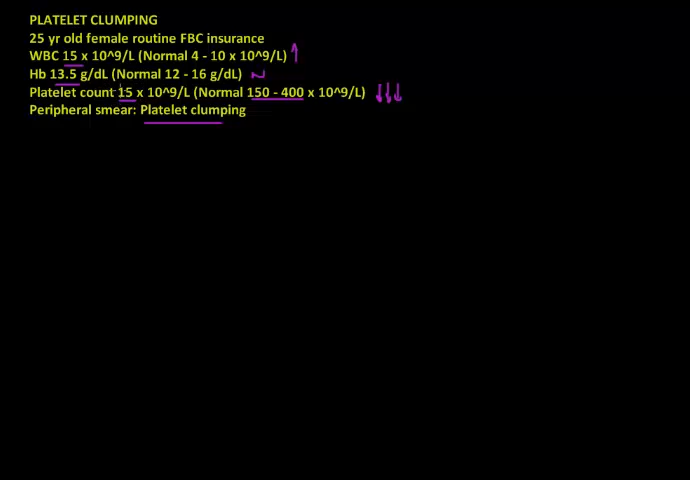 PLATELET CLUMPING
25 yr old female routine FBC insurance
WBC 15 x 10^9/L (Normal 4 - 10 x 10^9/L)
Hb 13.5 g/dL (Normal 12 - 16 g/dL)
Platelet count 15 x 10^9/L (Normal 150 - 400 x 10^9/L)
Peripheral smear: Platelet clumping